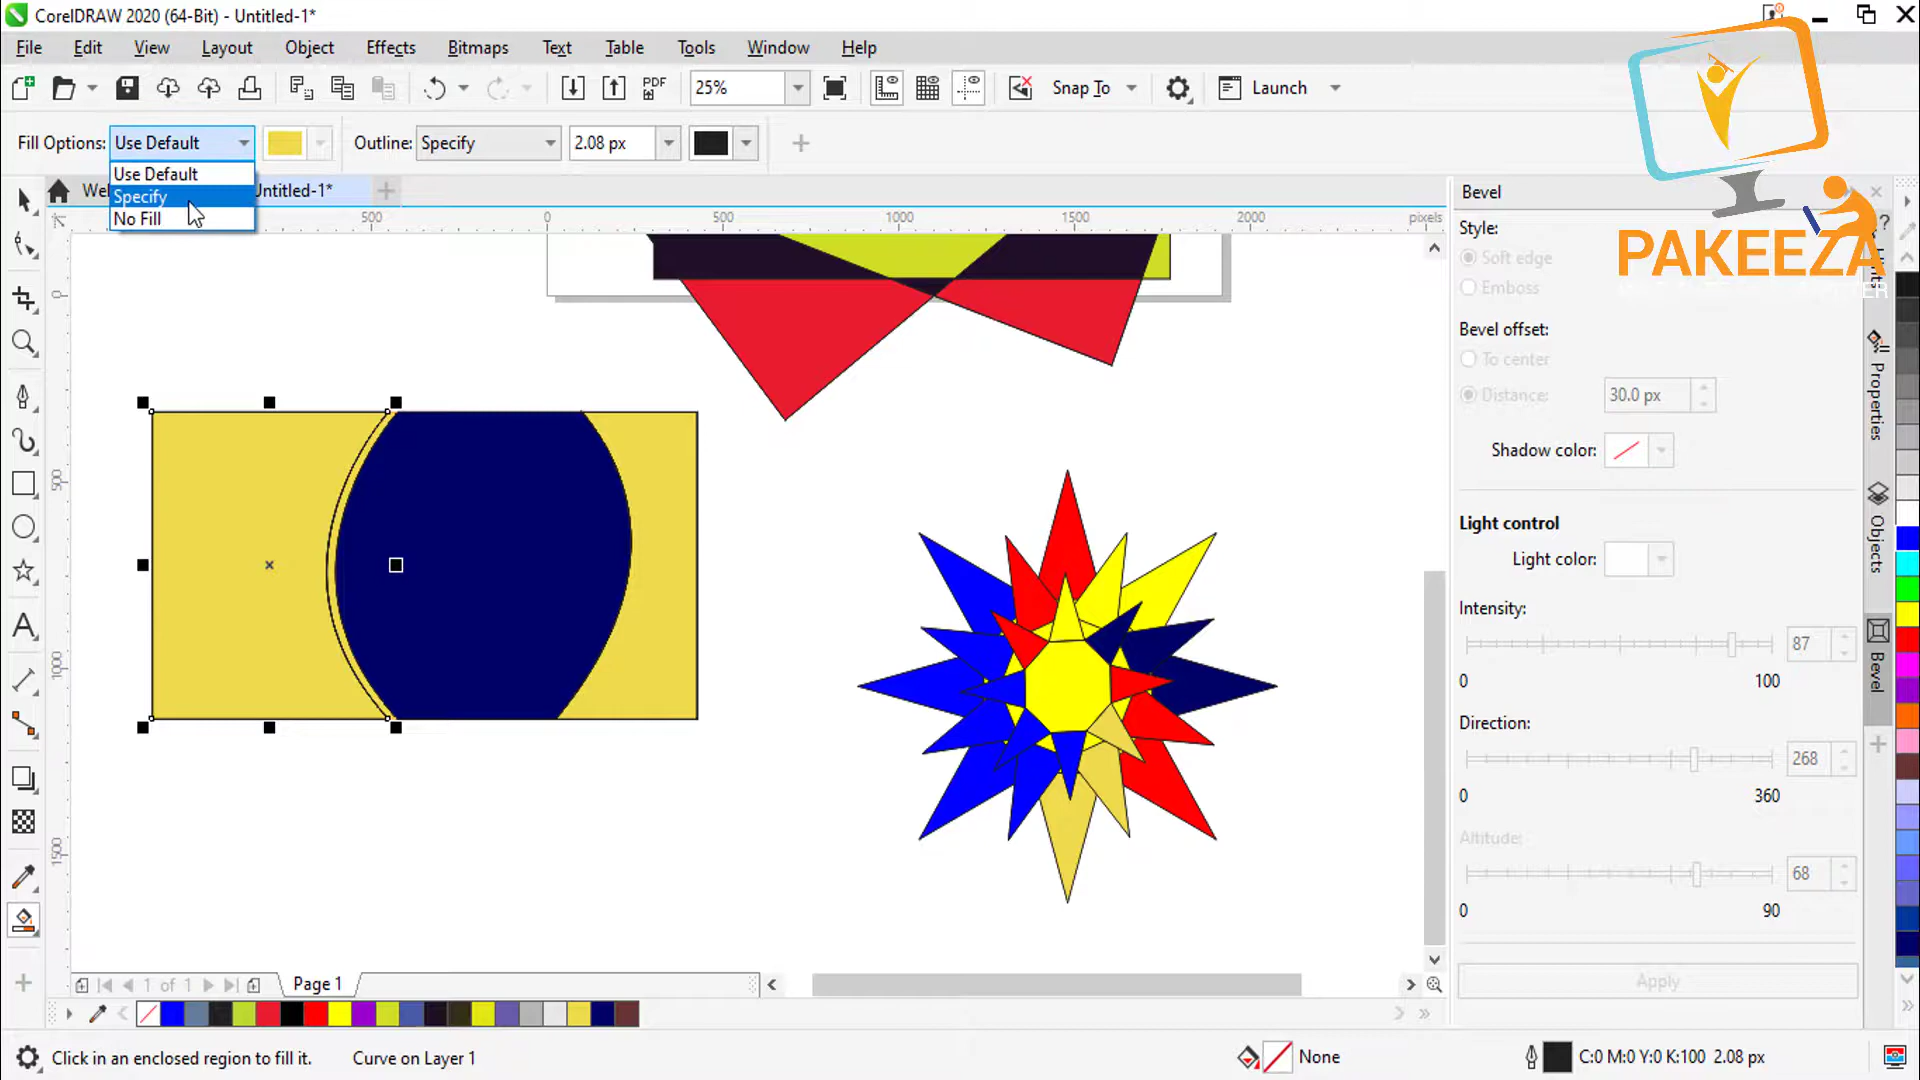 CorelDRAW 2020 (64-Bit) - Untitled-1*
File Edit View Layout Object Effects Bitmaps Text Table Tools Window Help
PDF 25% Snap To Launch
Fill Options: Use Default Outline: Specify 2.08 px
Use Default
Specify
No Fill
Untitled-1*
500 0 500 1000 1500 2000 pixels
0
500
1000
1500
Bevel
Style:
Soft edge
Emboss
Bevel offset:
To center
Distance: 30.0 px
Shadow color:
Light control
Light color:
Intensity:
87
0 100
Direction:
268
0 360
Altitude:
68
0 90
Apply
PAKEEZA
Properties
Objects
Bevel
1 of 1 Page 1
Click in an enclosed region to fill it. Curve on Layer 1 None C:0 M:0 Y:0 K:100 2.08 px